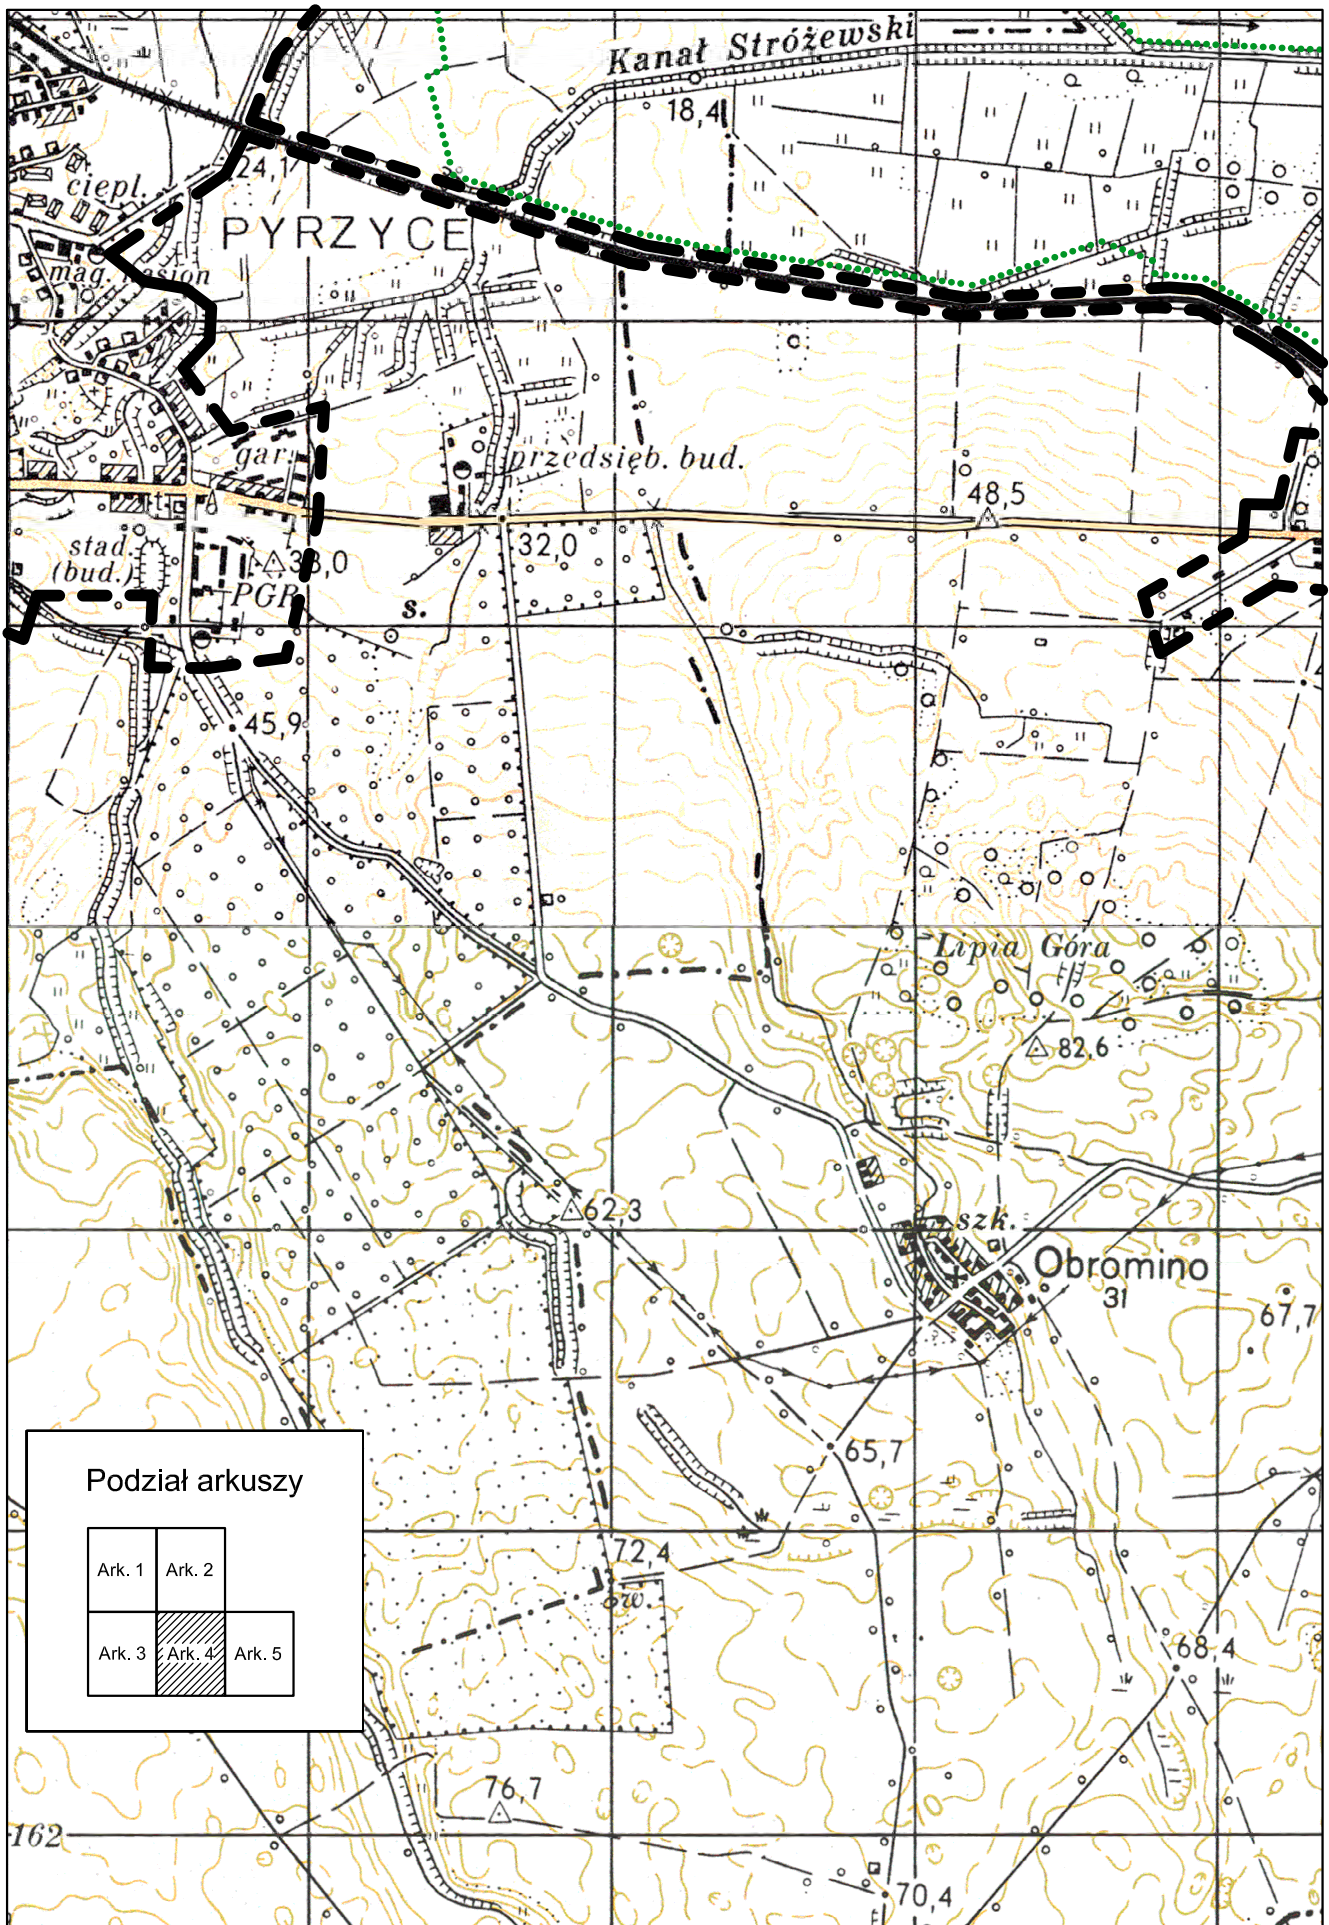 Kanał Stróżewski
18,4
24,1
ciepl.
PYRZYCE
mag.
gar.
przedsięb. bud.
48,5
t.
32,0
stad.
(bud.)
PGR
s.
45,9
Lipia Góra
82,6
62,3
szk.
Obromino
31
67,7
65,7
Podział arkuszy
72,4
Ark. 1 Ark. 2
św.
Ark. 3 Ark. 4 Ark. 5
68,4
76,7
162
70,4